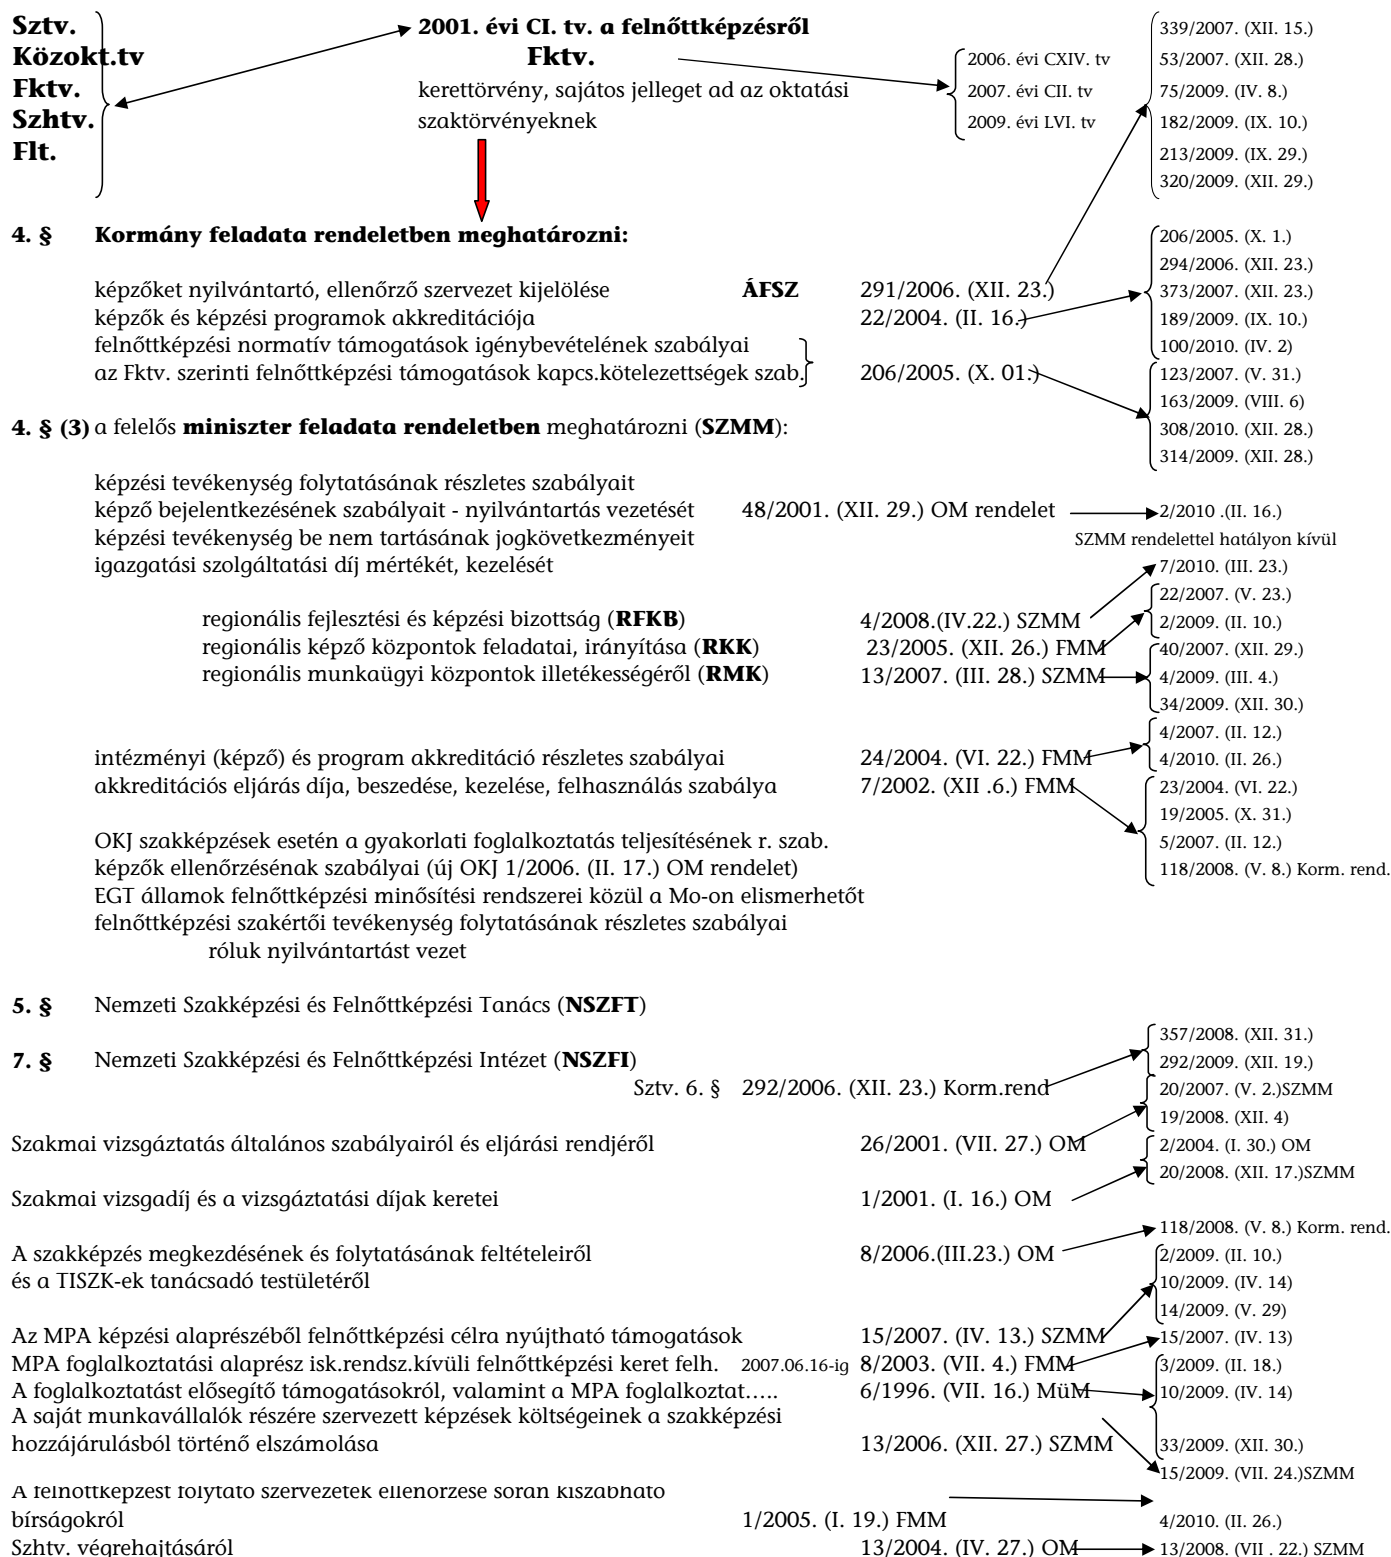 Sztv.
Közokt.tv
Fktv.
Szhtv.
Flt.
2001. évi CI. tv. a felnőttképzésről
Fktv.
kerettörvény, sajátos jelleget ad az oktatási
szaktörvényeknek
2006. évi CXIV. tv
2007. évi CII. tv
2009. évi LVI. tv
339/2007. (XII. 15.)
53/2007. (XII. 28.)
75/2009. (IV. 8.)
182/2009. (IX. 10.)
213/2009. (IX. 29.)
320/2009. (XII. 29.)
4. § Kormány feladata rendeletben meghatározni:
képzőket nyilvántartó, ellenőrző szervezet kijelölése ÁFSZ 291/2006. (XII. 23.)
képzők és képzési programok akkreditációja 22/2004. (II. 16.)
felnőttképzési normatív támogatások igénybevételének szabályai
az Fktv. szerinti felnőttképzési támogatások kapcs.kötelezettségek szab. 206/2005. (X. 01.)
206/2005. (X. 1.)
294/2006. (XII. 23.)
373/2007. (XII. 23.)
189/2009. (IX. 10.)
100/2010. (IV. 2)
123/2007. (V. 31.)
163/2009. (VIII. 6)
308/2010. (XII. 28.)
314/2009. (XII. 28.)
4. § (3) a felelős miniszter feladata rendeletben meghatározni (SZMM):
képzési tevékenység folytatásának részletes szabályait
képző bejelentkezésének szabályait - nyilvántartás vezetését 48/2001. (XII. 29.) OM rendelet 2/2010 .(II. 16.)
képzési tevékenység be nem tartásának jogkövetkezményeit SZMM rendelettel hatályon kívül
igazgatási szolgáltatási díj mértékét, kezelését 7/2010. (III. 23.)
22/2007. (V. 23.)
regionális fejlesztési és képzési bizottság (RFKB) 4/2008.(IV.22.) SZMM 2/2009. (II. 10.)
regionális képző központok feladatai, irányítása (RKK) 23/2005. (XII. 26.) FMM 40/2007. (XII. 29.)
regionális munkaügyi központok illetékességéről (RMK) 13/2007. (III. 28.) SZMM 4/2009. (III. 4.)
34/2009. (XII. 30.)
4/2007. (II. 12.)
intézményi (képző) és program akkreditáció részletes szabályai 24/2004. (VI. 22.) FMM 4/2010. (II. 26.)
akkreditációs eljárás díja, beszedése, kezelése, felhasználás szabálya 7/2002. (XII .6.) FMM 23/2004. (VI. 22.)
19/2005. (X. 31.)
OKJ szakképzések esetén a gyakorlati foglalkoztatás teljesítésének r. szab. 5/2007. (II. 12.)
képzők ellenőrzésénak szabályai (új OKJ 1/2006. (II. 17.) OM rendelet) 118/2008. (V. 8.) Korm. rend.
EGT államok felnőttképzési minősítési rendszerei közül a Mo-on elismerhetőt
felnőttképzési szakértői tevékenység folytatásának részletes szabályai
róluk nyilvántartást vezet
5. § Nemzeti Szakképzési és Felnőttképzési Tanács (NSZFT)
357/2008. (XII. 31.)
7. § Nemzeti Szakképzési és Felnőttképzési Intézet (NSZFI) 292/2009. (XII. 19.)
Sztv. 6. § 292/2006. (XII. 23.) Korm.rend 20/2007. (V. 2.)SZMM
19/2008. (XII. 4)
Szakmai vizsgáztatás általános szabályairól és eljárási rendjéről 26/2001. (VII. 27.) OM 2/2004. (I. 30.) OM
20/2008. (XII. 17.)SZMM
Szakmai vizsgadíj és a vizsgáztatási díjak keretei 1/2001. (I. 16.) OM
118/2008. (V. 8.) Korm. rend.
A szakképzés megkezdésének és folytatásának feltételeiről 8/2006.(III.23.) OM 2/2009. (II. 10.)
és a TISZK-ek tanácsadó testületéről 10/2009. (IV. 14)
14/2009. (V. 29)
Az MPA képzési alaprészéből felnőttképzési célra nyújtható támogatások 15/2007. (IV. 13.) SZMM 15/2007. (IV. 13)
MPA foglalkoztatási alaprész isk.rendsz.kívüli felnőttképzési keret felh. 2007.06.16-ig 8/2003. (VII. 4.) FMM 3/2009. (II. 18.)
A foglalkoztatást elősegítő támogatásokról, valamint a MPA foglalkoztat..... 6/1996. (VII. 16.) MüM 10/2009. (IV. 14)
A saját munkavállalók részére szervezett képzések költségeinek a szakképzési
hozzájárulásból történő elszámolása 13/2006. (XII. 27.) SZMM 33/2009. (XII. 30.)
15/2009. (VII. 24.)SZMM
A felnőttképzést folytató szervezetek ellenőrzése során kiszabható
bírságokról 1/2005. (I. 19.) FMM 4/2010. (II. 26.)
Szhtv. végrehajtásáról 13/2004. (IV. 27.) OM 13/2008. (VII . 22.) SZMM